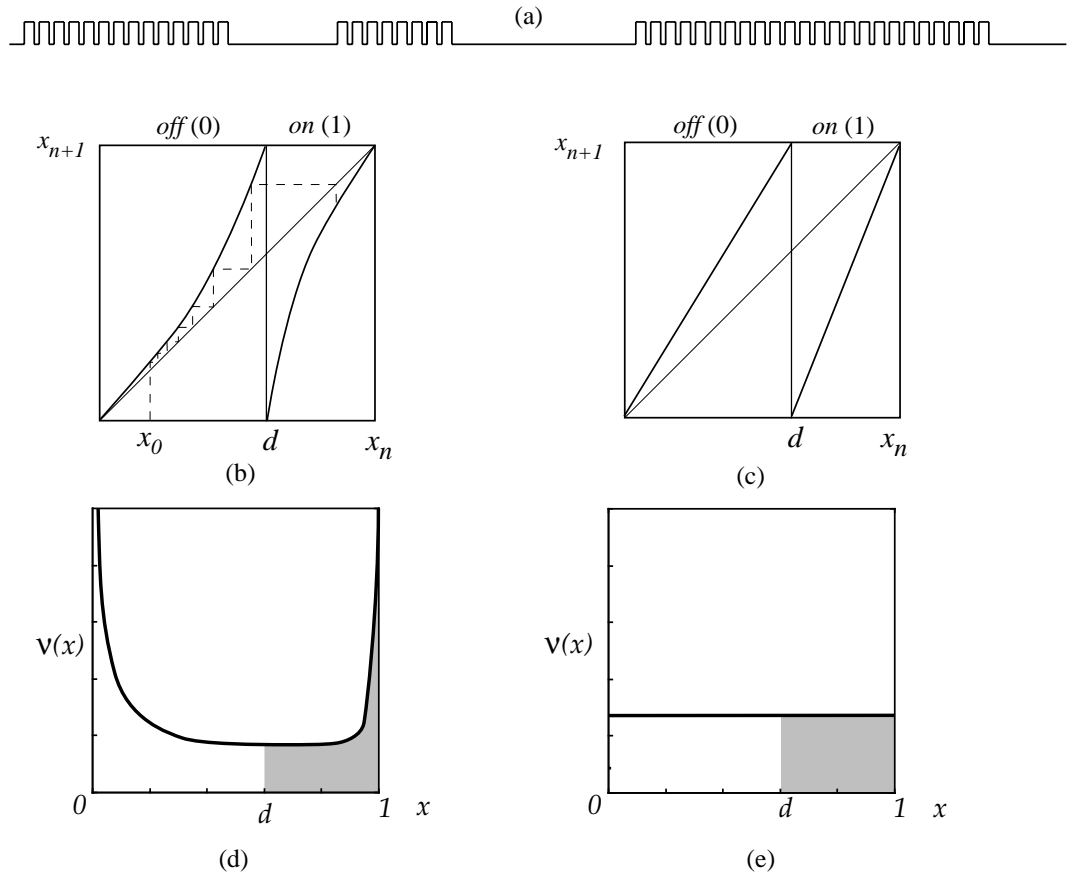 (a)
off (0) on (1)
x_{n+1}
x_0 d x_n
(b)
off (0) on (1)
x_{n+1}
d x_n
(c)
ν(x)
0 d 1 x
(d)
ν(x)
0 d 1 x
(e)